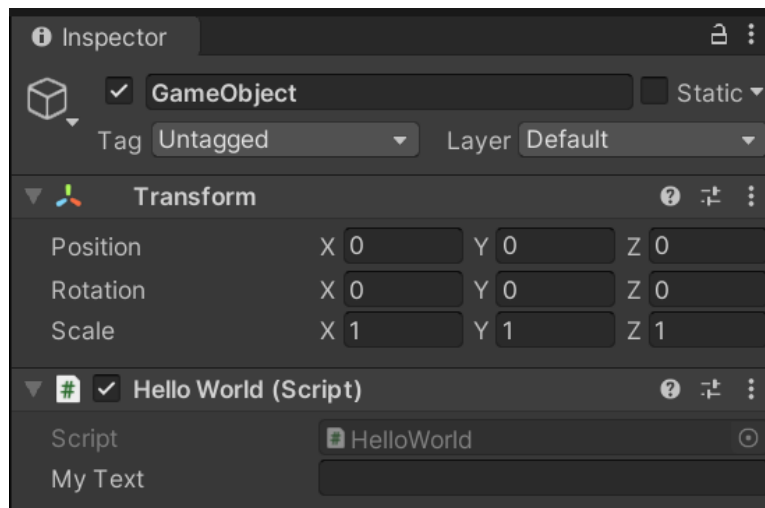 Inspector
GameObject Static
Tag Untagged Layer Default
Transform
Position X 0 Y 0 Z 0
Rotation X 0 Y 0 Z 0
Scale X 1 Y 1 Z 1
# Hello World (Script)
Script # HelloWorld
My Text